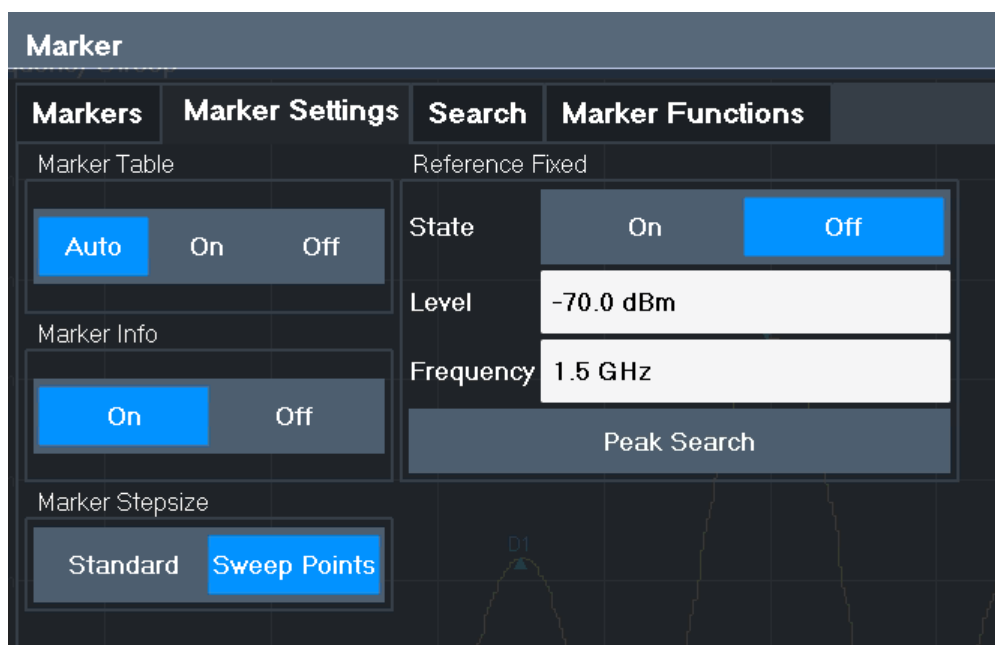 Marker
Markers
Marker Settings
Search
Marker Functions
Marker Table
Auto
On
Off
Marker Info
On
Off
Marker Stepsize
Standard
Sweep Points
Reference Fixed
State
On
Off
Level
-70.0 dBm
Frequency
1.5 GHz
Peak Search
D1